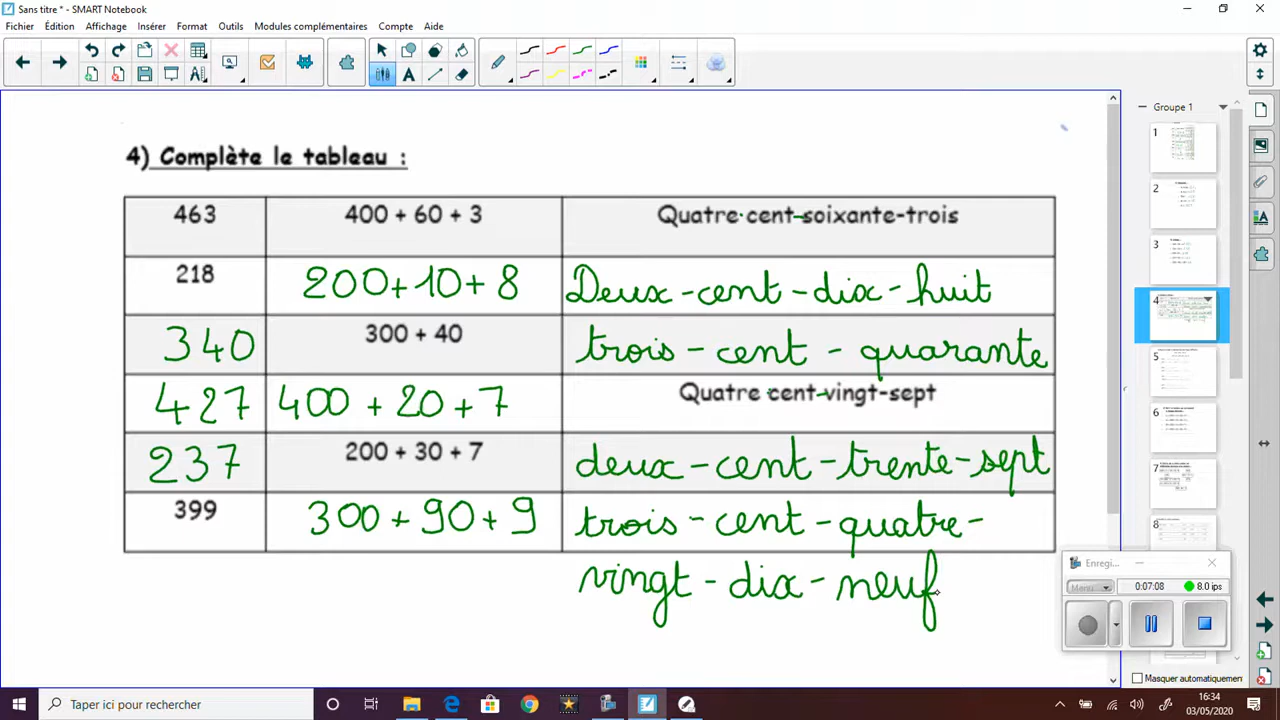 Sans titre * - SMART Notebook
Fichier Édition Affichage Insérer Format Outils Modules complémentaires Compte Aide
Groupe 1
4) Complète le tableau :
463 400 + 60 + 3 Quatre-cent-soixante-trois
218 200+10+8 Deux-cent-dix-huit
340 300 + 40 trois-cent-quarante
427 400+20+7 Quatre cent-vingt-sept
237 200 + 30 + 7 deux-cent-trente-sept
399 300+90+9 trois-cent-quatre-
vingt-dix-neuf
1
2
3
4
5
6
7
8
Enregi...
Menu 0:07:08 8.0 ips
Masquer automatiquement
Taper ici pour rechercher
16:34
03/05/2020